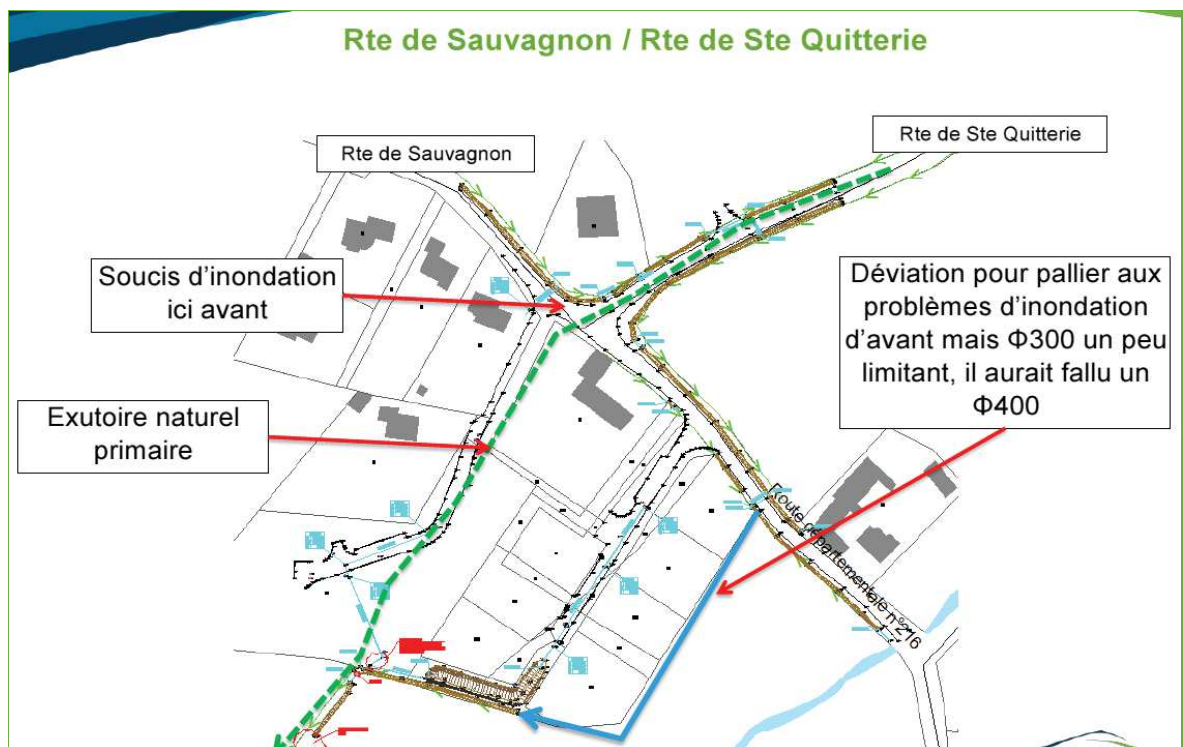 Rte de Sauvagnon / Rte de Ste Quitterie
Rte de Sauvagnon
Rte de Ste Quitterie
Soucis d'inondation
ici avant
Déviation pour pallier aux
problèmes d'inondation
d'avant mais Φ300 un peu
limitant, il aurait fallu un
Φ400
Exutoire naturel
primaire
Route départementale n°216